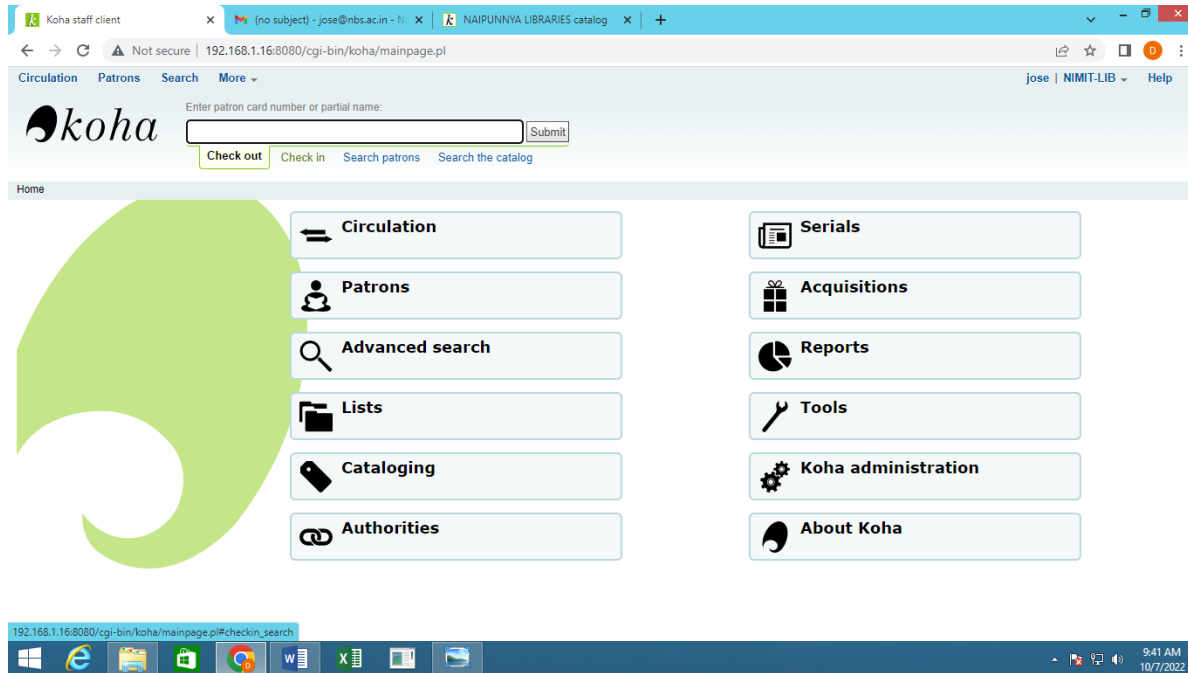 Koha staff client
(no subject) - jose@nbs.ac.in - N
NAIPUNNYA LIBRARIES catalog
Not secure | 192.168.1.16:8080/cgi-bin/koha/mainpage.pl
D
Circulation Patrons Search More
jose | NIMIT-LIB Help
koha
Enter patron card number or partial name:
Submit
Check out Check in Search patrons Search the catalog
Home
Circulation
Serials
Patrons
Acquisitions
Advanced search
Reports
Lists
Tools
Cataloging
Koha administration
Authorities
About Koha
192.168.1.16:8080/cgi-bin/koha/mainpage.pl#checkin_search
9:41 AM
10/7/2022